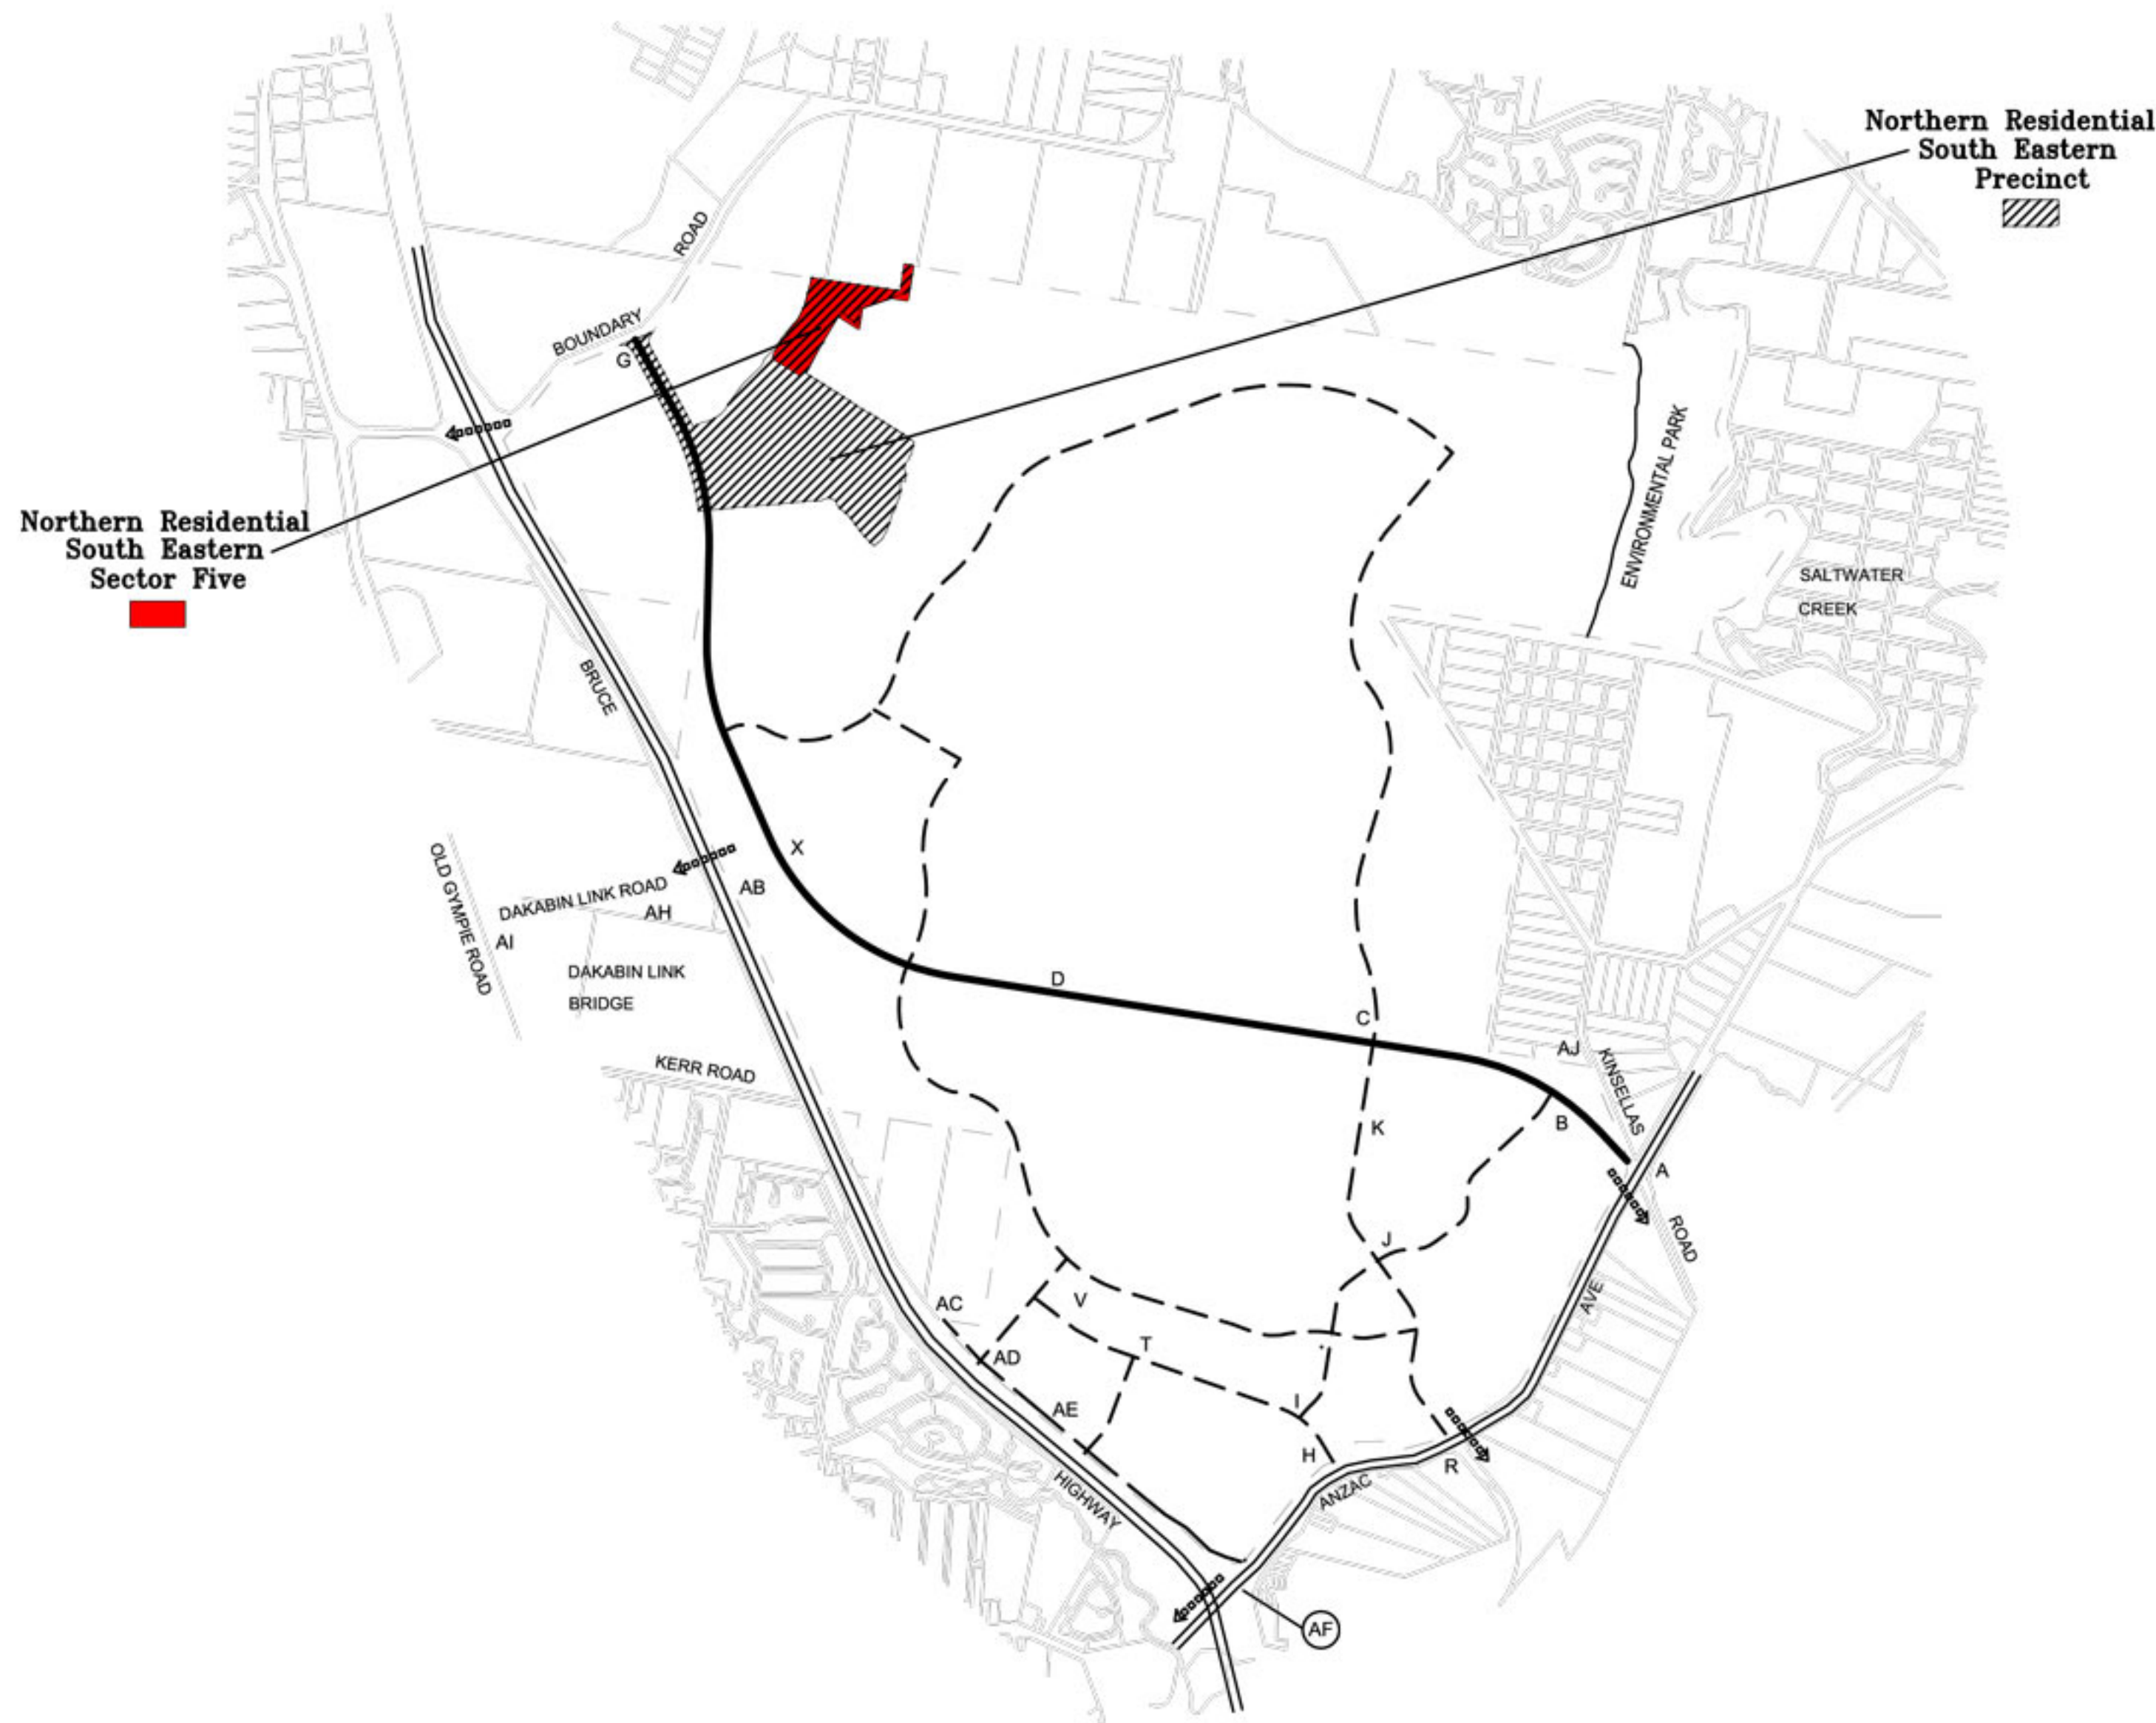 Northern Residential
South Eastern
Precinct
ROAD
BOUNDARY
G
ENVIRONMENTAL PARK
Northern Residential
South Eastern
Sector Five
SALTWATER
CREEK
BRUCE
X
OLD GYMPIE ROAD
DAKABIN LINK ROAD
AB
AH
AI
DAKABIN LINK
BRIDGE
D
C
AJ
KINSELLAS
KERR ROAD
K
B
A
ROAD
J
AVE
AC
V
T
AD
AE
I
H
R
ANZAC
HIGHWAY
AF